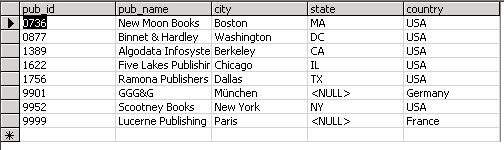 pub_id pub_name city state country
0736 New Moon Books Boston MA USA
0877 Binnet & Hardley Washington DC USA
1389 Algodata Infosyste Berkeley CA USA
1622 Five Lakes Publishir Chicago IL USA
1756 Ramona Publishers Dallas TX USA
9901 GGG&G München <NULL> Germany
9952 Scootney Books New York NY USA
9999 Lucerne Publishing Paris <NULL> France